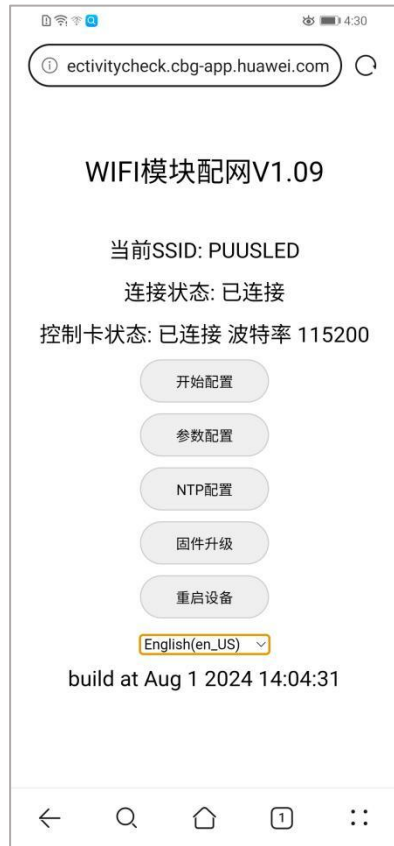 4:30
ectivitycheck.cbg-app.huawei.com
WIFI模块配网V1.09
当前SSID: PUUSLED
连接状态: 已连接
控制卡状态: 已连接 波特率 115200
开始配置
参数配置
NTP配置
固件升级
重启设备
English(en_US)
build at Aug 1 2024 14:04:31
1